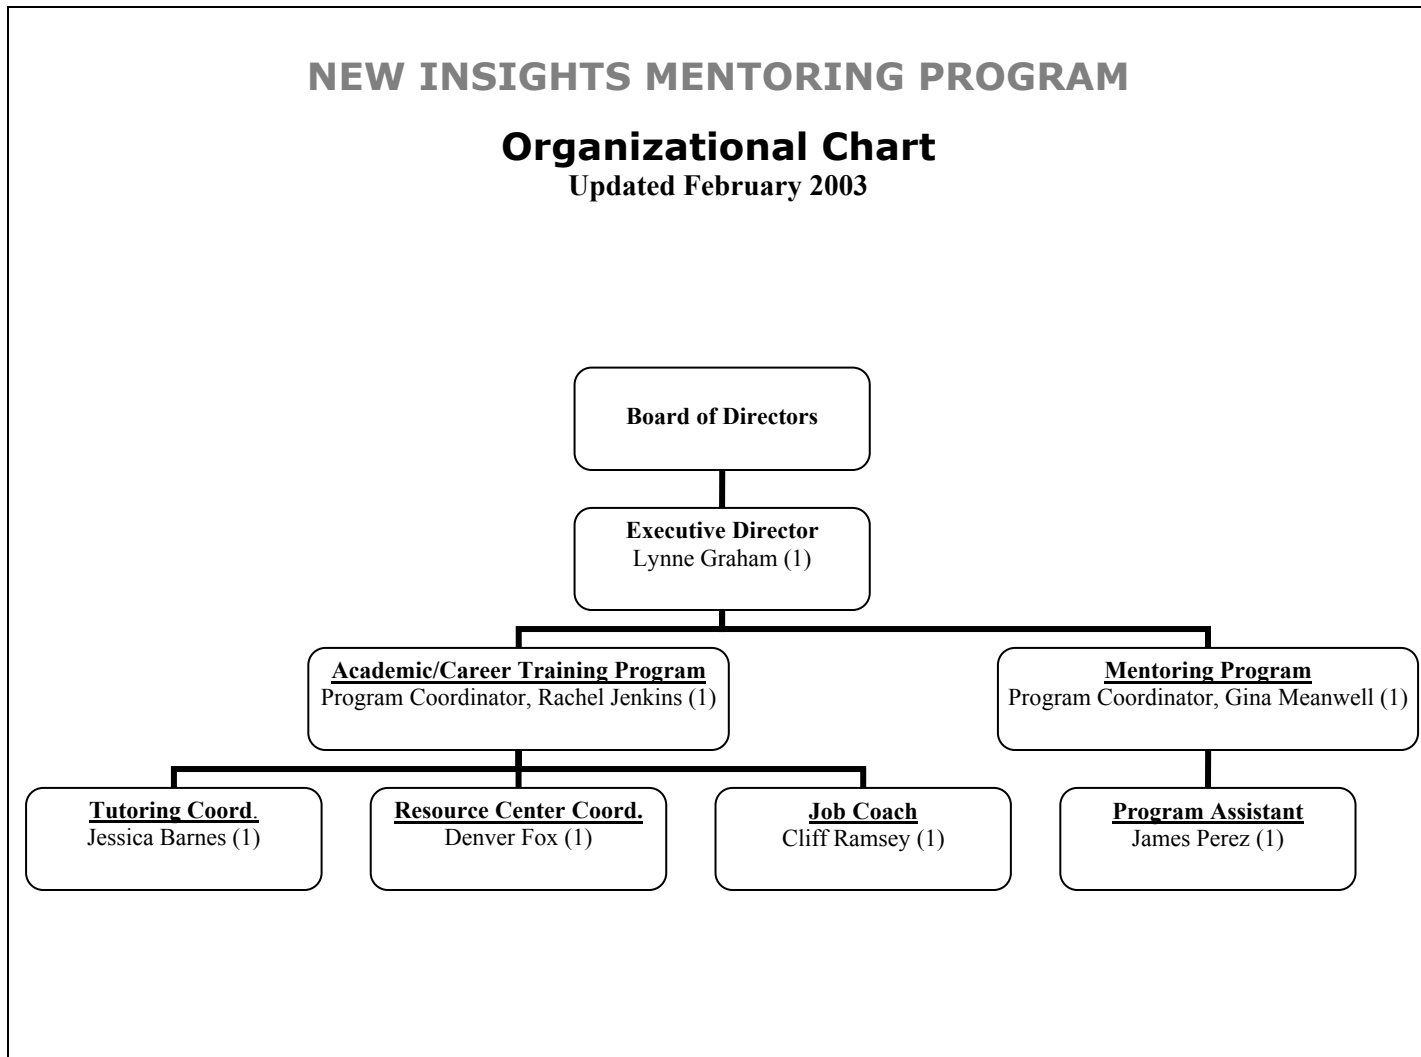 NEW INSIGHTS MENTORING PROGRAM
Organizational Chart
Updated February 2003
Board of Directors
Executive Director
Lynne Graham (1)
Academic/Career Training Program
Program Coordinator, Rachel Jenkins (1)
Mentoring Program
Program Coordinator, Gina Meanwell (1)
Tutoring Coord.
Jessica Barnes (1)
Resource Center Coord.
Denver Fox (1)
Job Coach
Cliff Ramsey (1)
Program Assistant
James Perez (1)